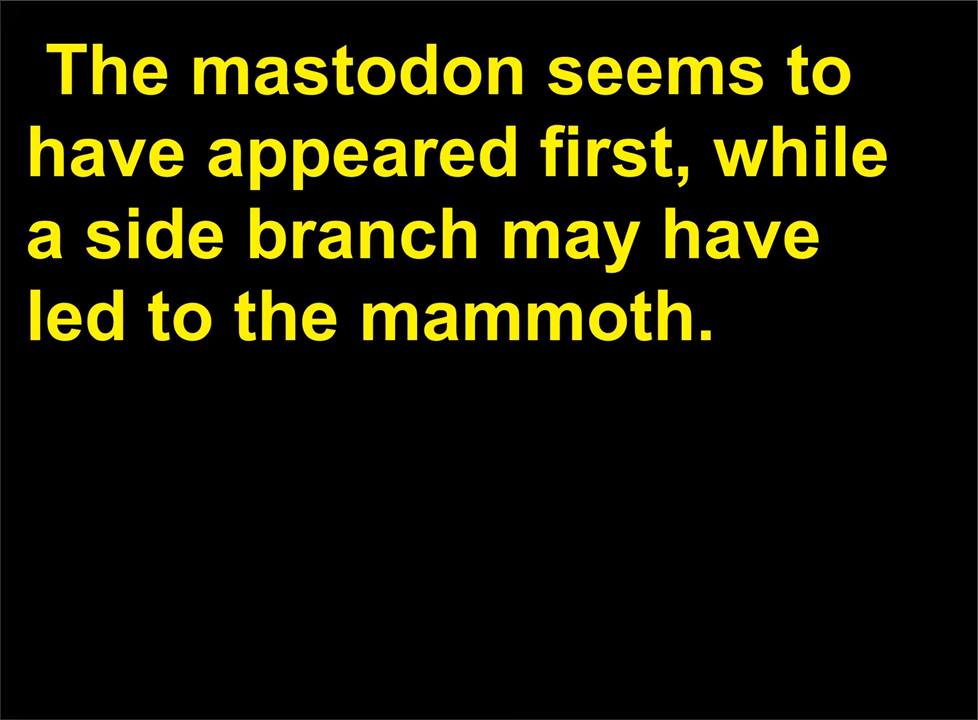 The mastodon seems to
have appeared first, while
a side branch may have
led to the mammoth.